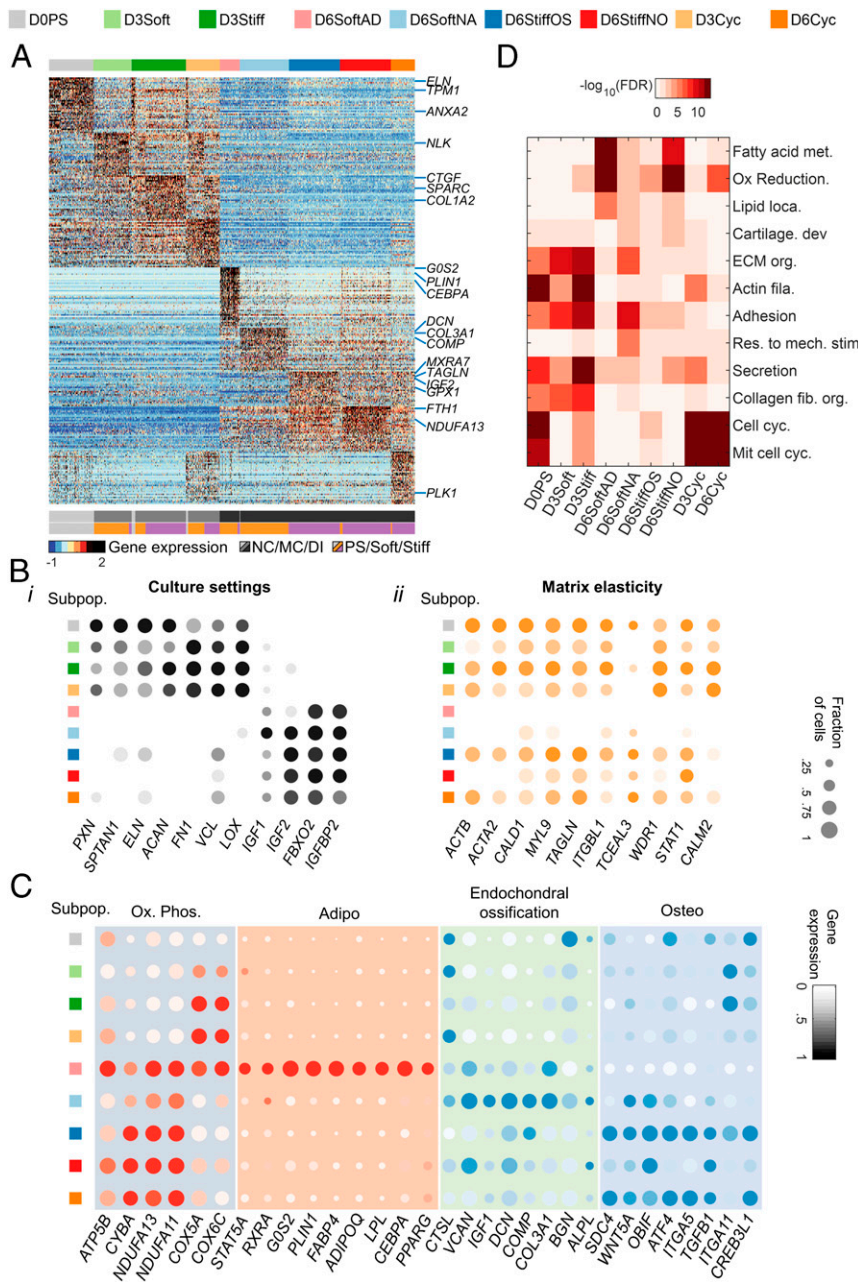 D0PS D3Soft D3Stiff D6SoftAD D6SoftNA D6StiffOS D6StiffNO D3Cyc D6Cyc
A
ELN
TPM1
ANXA2
NLK
CTGF
SPARC
COL1A2
G0S2
PLIN1
CEBPA
DCN
COL3A1
COMP
MXRA7
TAGLN
IGF2
GPX1
FTH1
NDUFA13
PLK1
-1 2 Gene expression NC/MC/DI PS/Soft/Stiff
D
-log10(FDR)
0 5 10
Fatty acid met.
Ox Reduction.
Lipid loca.
Cartilage. dev
ECM org.
Actin fila.
Adhesion
Res. to mech. stim
Secretion
Collagen fib. org.
Cell cyc.
Mit cell cyc.
D0PS D3Soft D3Stiff D6SoftAD D6SoftNA D6StiffOS D6StiffNO D3Cyc D6Cyc
B
i Culture settings
Subpop.
PXN SPTAN1 ELN ACAN FN1 VCL LOX IGF1 IGF2 FBXO2 IGFBP2
ii Matrix elasticity
Subpop.
ACTB ACTA2 CALD1 MYL9 TAGLN ITGBL1 TCEAL3 WDR1 STAT1 CALM2
Fraction
of cells
.25
.5
.75
1
C
Subpop. Ox. Phos. Adipo Endochondral
ossification Osteo
ATP5B CYBA NDUFA13 NDUFA11 COX5A COX6C STAT5A RXRA G0S2 PLIN1 FABP4 ADIPOQ LPL CEBPA PPARG CTSL VCAN IGF1 DCN COMP COL3A1 BGN ALPL SDC4 WNT5A OBIF ATF4 ITGA5 TGFB1 ITGA11 CREB3L1
Gene
expression
0
.5
1